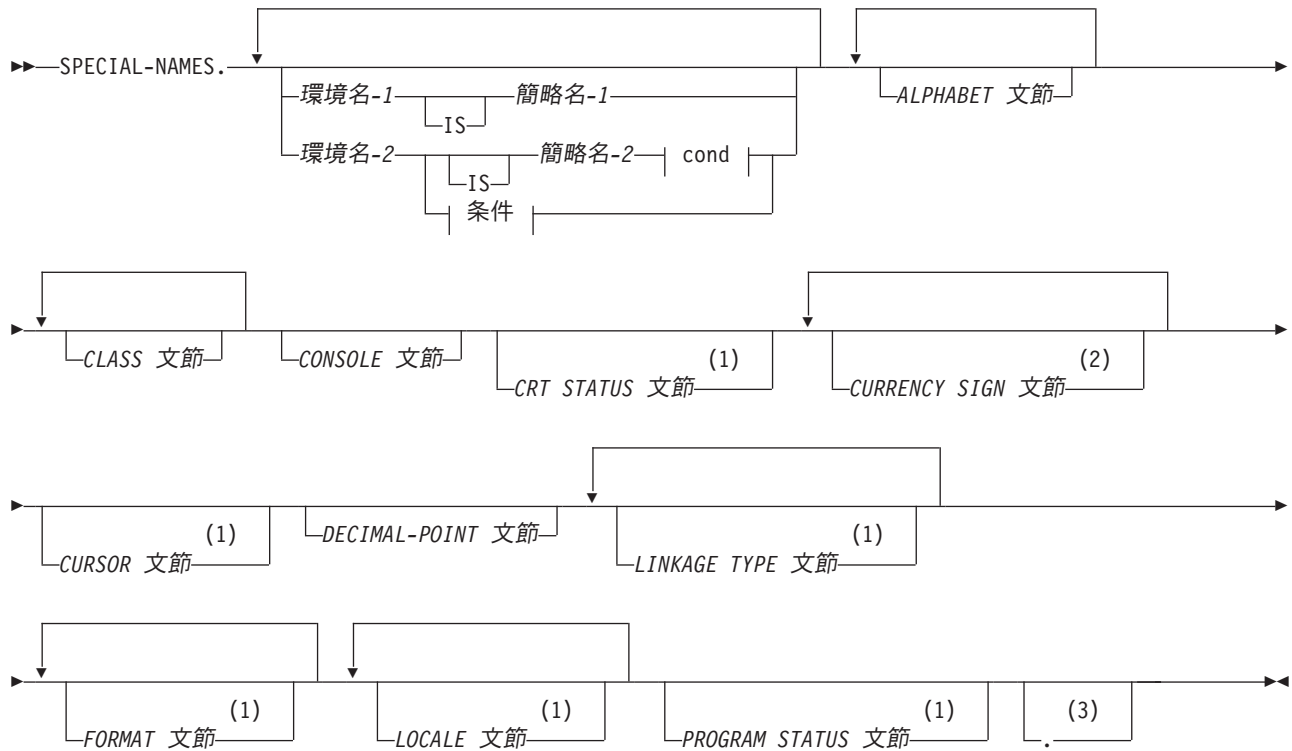 SPECIAL-NAMES.
環境名-1 IS 簡略名-1
ALPHABET 文節
環境名-2 IS 簡略名-2 cond
条件
CLASS 文節
CONSOLE 文節
(1)
CRT STATUS 文節
(2)
CURRENCY SIGN 文節
(1)
CURSOR 文節
DECIMAL-POINT 文節
(1)
LINKAGE TYPE 文節
(1)
FORMAT 文節
(1)
LOCALE 文節
(1)
PROGRAM STATUS 文節
(3)
.